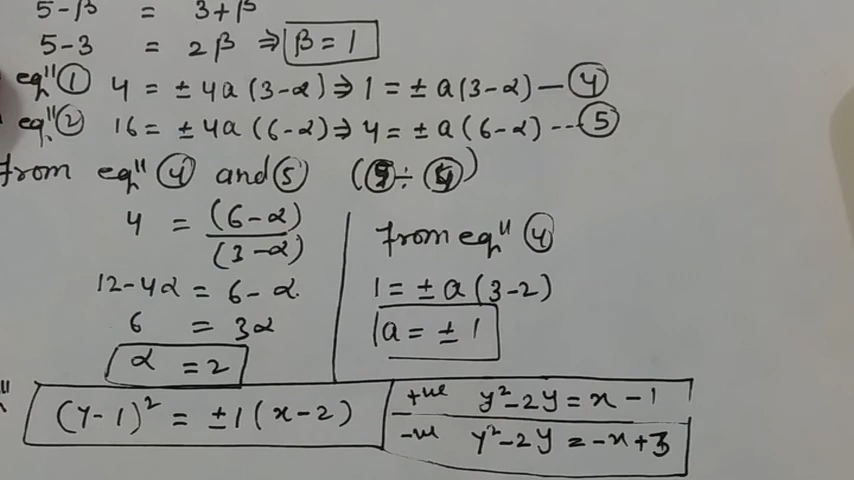 5-β = 3+β
5-3 = 2β ⇒ β = 1
eqⁿ ① 4 = ± 4a (3-α) ⇒ 1 = ± a(3-α) — ④
eqⁿ ② 16 = ± 4a (6-α) ⇒ 4 = ± a(6-α) --- ⑤
from eqⁿ ④ and ⑤ (⑤ ÷ ④)
4 = (6-α)/(3-α)
12-4α = 6-α
6 = 3α
α = 2
from eqⁿ ④
1 = ± a(3-2)
a = ± 1
(y-1)² = ±1(x-2)
+ve y²-2y = x-1
-ve y²-2y = -x+3